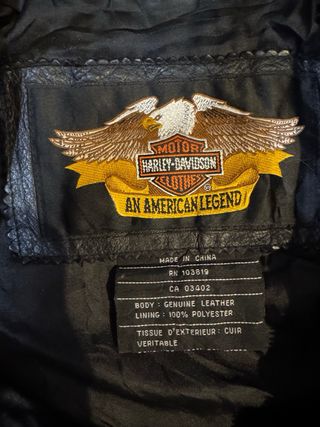 MOTOR
HARLEY-DAVIDSON
CLOTHES
®
AN AMERICAN LEGEND
MADE IN CHINA
RN 103819
CA 03402
BODY: GENUINE LEATHER
LINING: 100% POLYESTER
TISSUE D'EXTERIEUR: CUIR
VERITABLE